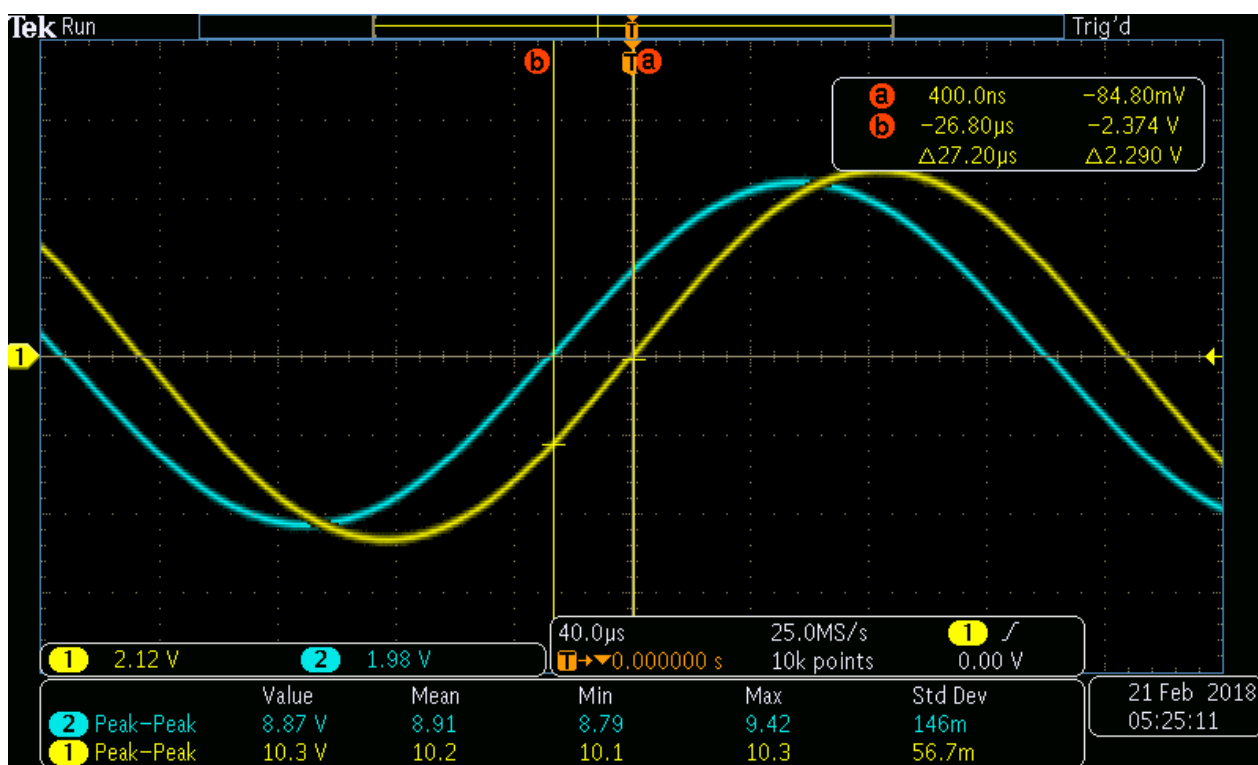 Tek Run Trig'd
b T a
a 400.0ns −84.80mV
b −26.80µs −2.374 V
Δ27.20µs Δ2.290 V
1
40.0µs 25.0MS/s 1
1 2.12 V 2 1.98 V T→▼0.000000 s 10k points 0.00 V
Value Mean Min Max Std Dev
2 Peak−Peak 8.87 V 8.91 8.79 9.42 146m
1 Peak−Peak 10.3 V 10.2 10.1 10.3 56.7m
21 Feb 2018
05:25:11